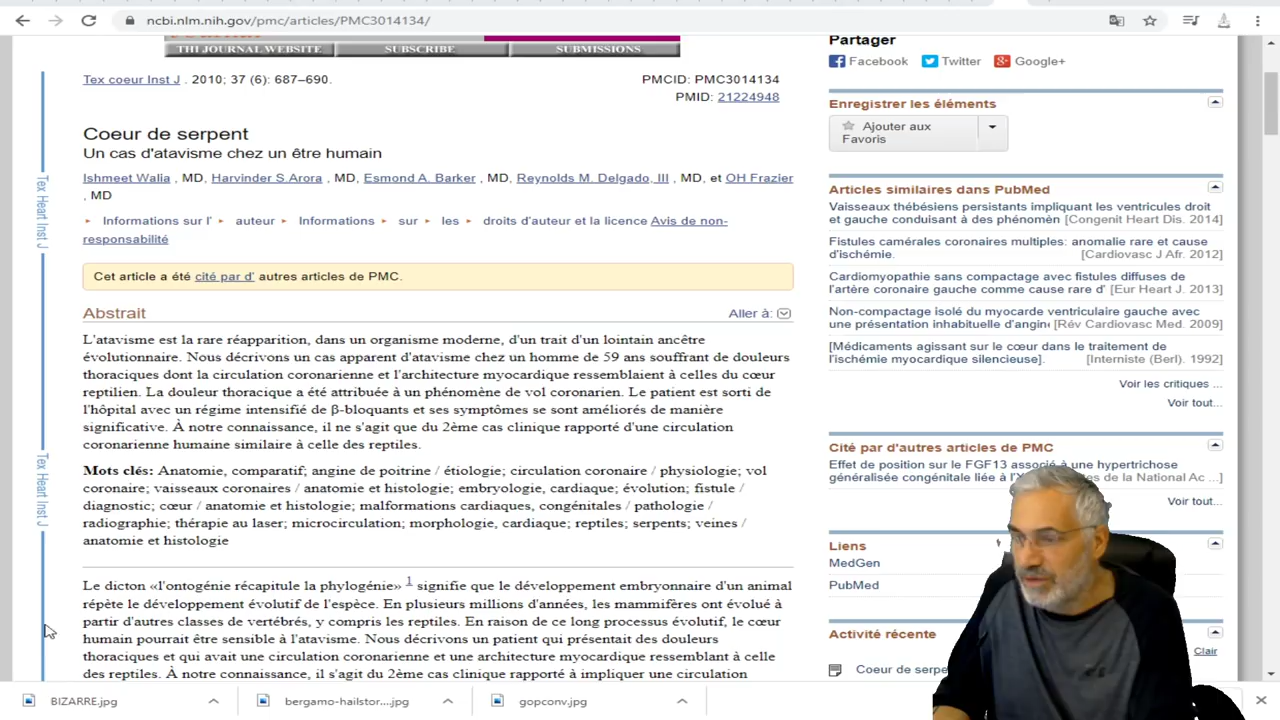 ncbi.nlm.nih.gov/pmc/articles/PMC3014134/
THI JOURNAL WEBSITE SUBSCRIBE SUBMISSIONS
Tex coeur Inst J . 2010; 37 (6): 687–690.
PMCID: PMC3014134
PMID: 21224948
Coeur de serpent
Un cas d'atavisme chez un être humain
Ishmeet Walia , MD, Harvinder S.Arora , MD, Esmond A. Barker , MD, Reynolds M. Delgado, III , MD, et OH Frazier
, MD
Informations sur l' auteur Informations sur les droits d'auteur et la licence Avis de non-
responsabilité
Cet article a été cité par d' autres articles de PMC.
Abstrait
Aller à:
L'atavisme est la rare réapparition, dans un organisme moderne, d'un trait d'un lointain ancêtre
évolutionnaire. Nous décrivons un cas apparent d'atavisme chez un homme de 59 ans souffrant de douleurs
thoraciques dont la circulation coronarienne et l'architecture myocardique ressemblaient à celles du cœur
reptilien. La douleur thoracique a été attribuée à un phénomène de vol coronarien. Le patient est sorti de
l'hôpital avec un régime intensifié de β-bloquants et ses symptômes se sont améliorés de manière
significative. À notre connaissance, il ne s'agit que du 2ème cas clinique rapporté d'une circulation
coronarienne humaine similaire à celle des reptiles.
Mots clés: Anatomie, comparatif; angine de poitrine / étiologie; circulation coronaire / physiologie; vol
coronaire; vaisseaux coronaires / anatomie et histologie; embryologie, cardiaque; évolution; fistule /
diagnostic; cœur / anatomie et histologie; malformations cardiaques, congénitales / pathologie /
radiographie; thérapie au laser; microcirculation; morphologie, cardiaque; reptiles; serpents; veines /
anatomie et histologie
Le dicton «l'ontogénie récapitule la phylogénie» 1 signifie que le développement embryonnaire d'un animal
répète le développement évolutif de l'espèce. En plusieurs millions d'années, les mammifères ont évolué à
partir d'autres classes de vertébrés, y compris les reptiles. En raison de ce long processus évolutif, le cœur
humain pourrait être sensible à l'atavisme. Nous décrivons un patient qui présentait des douleurs
thoraciques et qui avait une circulation coronarienne et une architecture myocardique ressemblant à celle
des reptiles. À notre connaissance, il s'agit du 2ème cas clinique rapporté à impliquer une circulation
Tex Heart Inst J
Tex Heart Inst J
Partager
Facebook Twitter Google+
Enregistrer les éléments
Ajouter aux
Favoris
Articles similaires dans PubMed
Vaisseaux thébésiens persistants impliquant les ventricules droit
et gauche conduisant à des phénomèn [Congenit Heart Dis. 2014]
Fistules camérales coronaires multiples: anomalie rare et cause
d'ischémie. [Cardiovasc J Afr. 2012]
Cardiomyopathie sans compactage avec fistules diffuses de
l'artère coronaire gauche comme cause rare d' [Eur Heart J. 2013]
Non-compactage isolé du myocarde ventriculaire gauche avec
une présentation inhabituelle d'angin [Rév Cardiovasc Med. 2009]
[Médicaments agissant sur le cœur dans le traitement de
l'ischémie myocardique silencieuse]. [Interniste (Berl). 1992]
Voir les critiques ...
Voir tout...
Cité par d'autres articles de PMC
Effet de position sur le FGF13 associé à une hypertrichose
généralisée congénitale liée à l'X es de la National Ac ...]
Voir tout...
Liens
MedGen
PubMed
Activité récente
Clair
Coeur de serpe
BIZARRE.jpg
bergamo-hailstor....jpg
gopconv.jpg